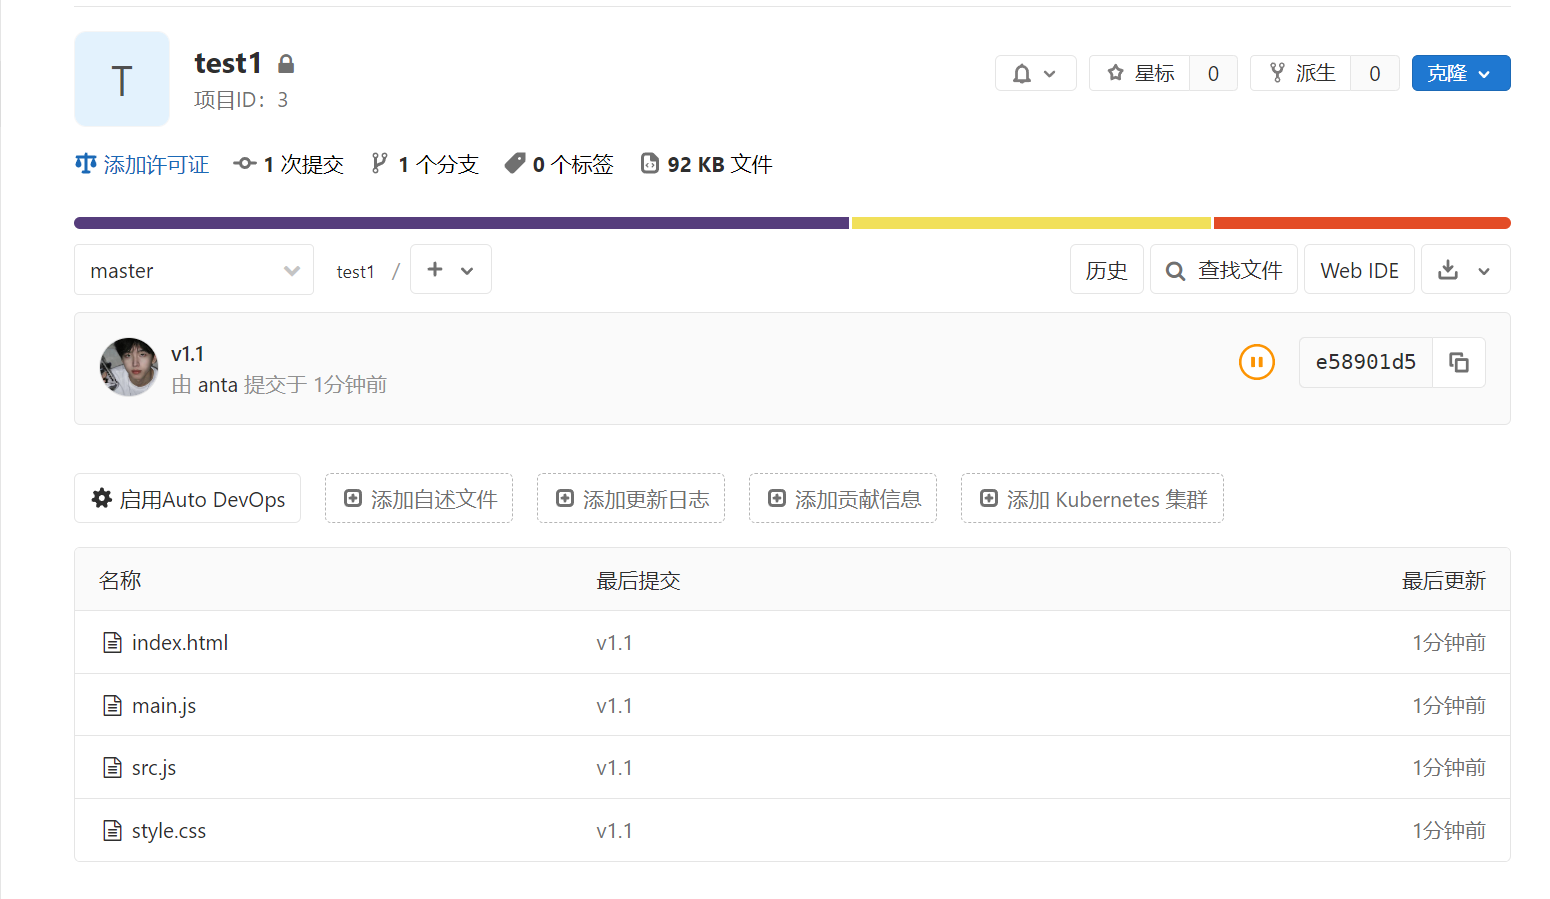 T
test1
项目ID： 3
星标 0
派生 0
克隆
添加许可证 1 次提交 1 个分支 0 个标签 92 KB 文件
master test1 / +
历史 查找文件 Web IDE
v1.1
由 anta 提交于 1分钟前
e58901d5
启用Auto DevOps 添加自述文件 添加更新日志 添加贡献信息 添加 Kubernetes 集群
名称 最后提交 最后更新
index.html v1.1 1分钟前
main.js v1.1 1分钟前
src.js v1.1 1分钟前
style.css v1.1 1分钟前